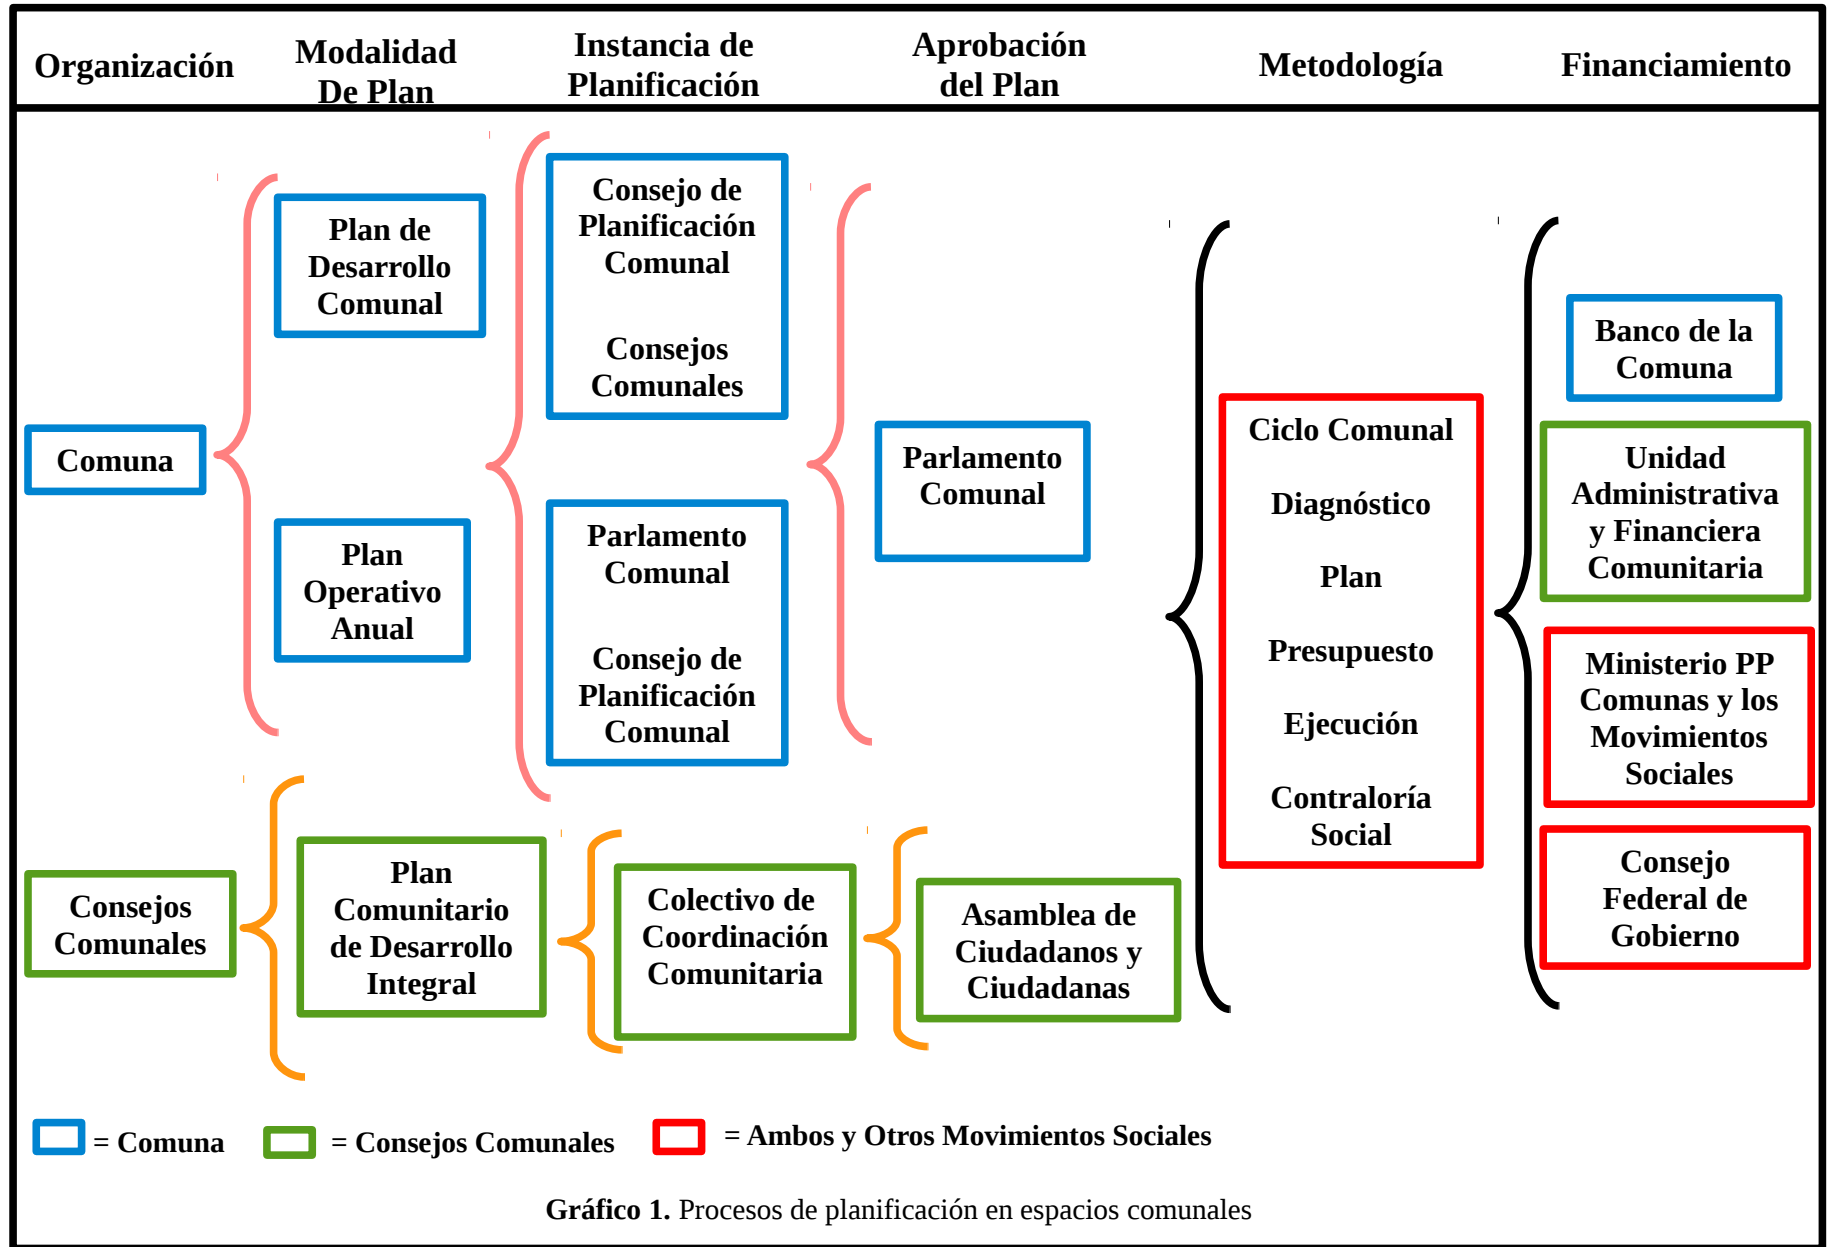 Organización
Modalidad
De Plan
Instancia de
Planificación
Aprobación
del Plan
Metodología
Financiamiento
Comuna
Plan de
Desarrollo
Comunal
Plan
Operativo
Anual
Consejo de
Planificación
Comunal
Consejos
Comunales
Parlamento
Comunal
Consejo de
Planificación
Comunal
Parlamento
Comunal
Consejos
Comunales
Plan
Comunitario
de Desarrollo
Integral
Colectivo de
Coordinación
Comunitaria
Asamblea de
Ciudadanos y
Ciudadanas
Ciclo Comunal
Diagnóstico
Plan
Presupuesto
Ejecución
Contraloría
Social
Banco de la
Comuna
Unidad
Administrativa
y Financiera
Comunitaria
Ministerio PP
Comunas y los
Movimientos
Sociales
Consejo
Federal de
Gobierno
= Comuna
= Consejos Comunales
= Ambos y Otros Movimientos Sociales
Gráfico 1. Procesos de planificación en espacios comunales